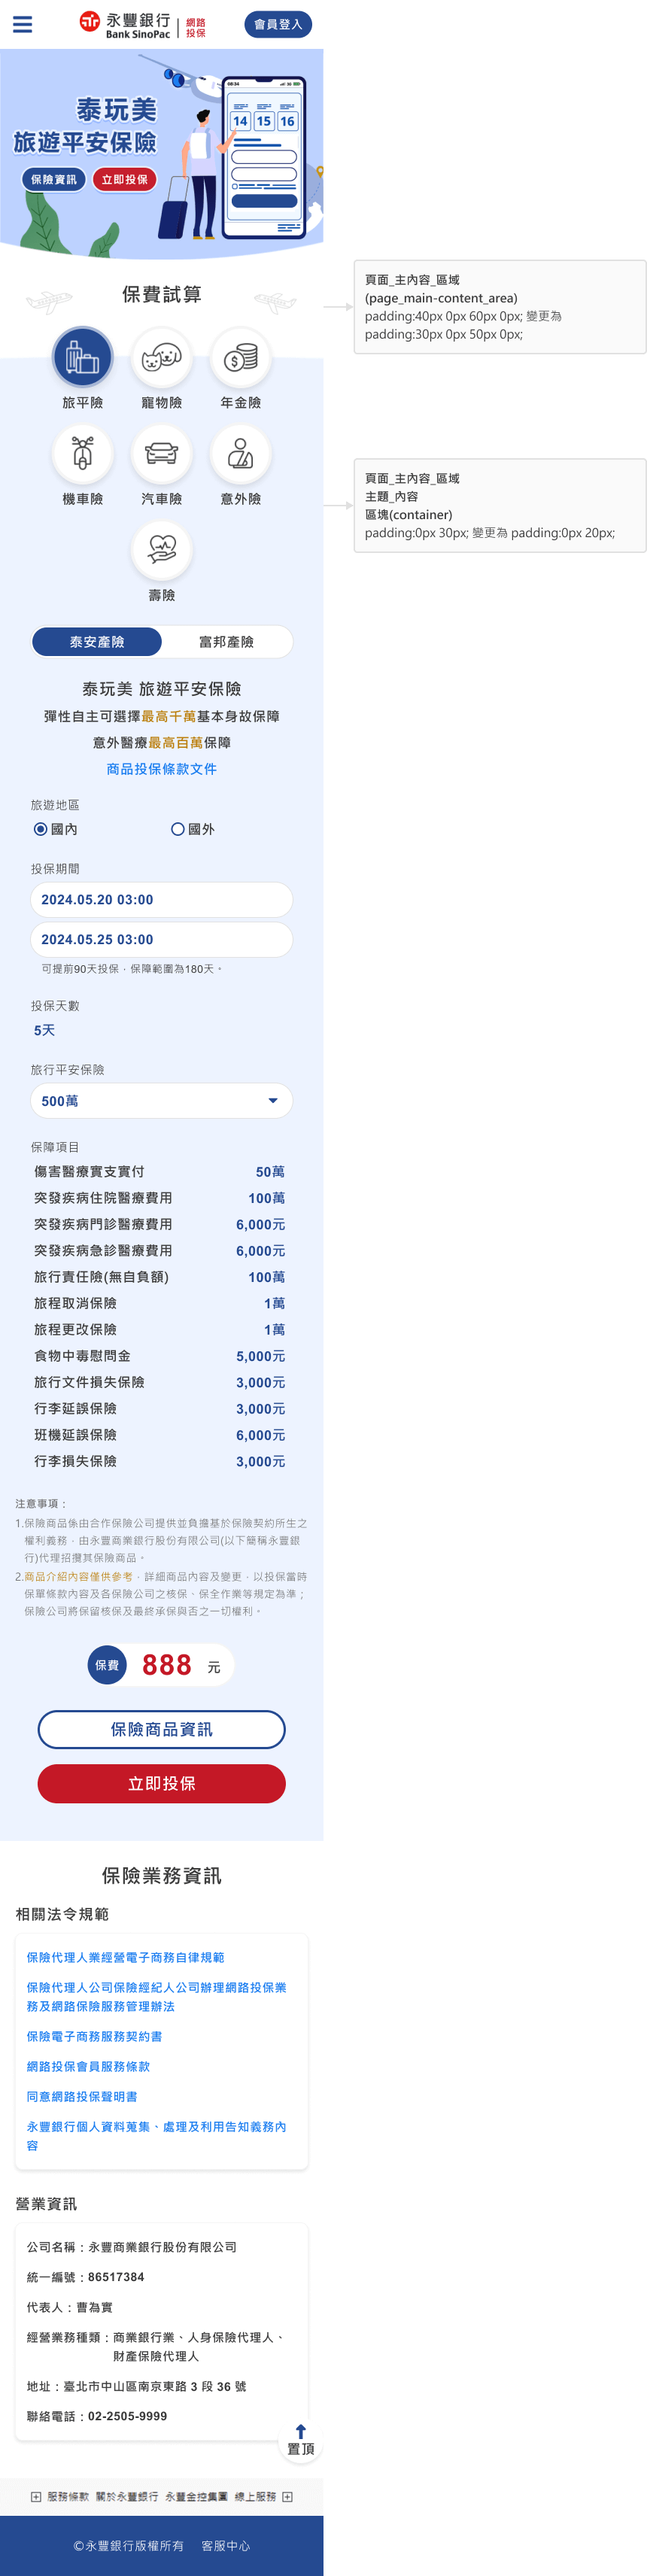 永豐銀行
Bank SinoPac
網路
投保
會員登入
泰玩美
旅遊平安保險
保險資訊
立即投保
08:34
14
15
16
頁面_主內容_區域
(page_main-content_area)
padding:40px 0px 60px 0px; 變更為
padding:30px 0px 50px 0px;
保費試算
旅平險
寵物險
年金險
頁面_主內容_區域
主題_內容
區塊(container)
padding:0px 30px; 變更為 padding:0px 20px;
機車險
汽車險
意外險
壽險
泰安產險
富邦產險
泰玩美 旅遊平安保險
彈性自主可選擇最高千萬基本身故保障
意外醫療最高百萬保障
商品投保條款文件
旅遊地區
國內
國外
投保期間
2024.05.20 03:00
2024.05.25 03:00
可提前90天投保，保障範圍為180天。
投保天數
5天
旅行平安保險
500萬
保障項目
傷害醫療實支實付 50萬
突發疾病住院醫療費用 100萬
突發疾病門診醫療費用 6,000元
突發疾病急診醫療費用 6,000元
旅行責任險(無自負額) 100萬
旅程取消保險 1萬
旅程更改保險 1萬
食物中毒慰問金 5,000元
旅行文件損失保險 3,000元
行李延誤保險 3,000元
班機延誤保險 6,000元
行李損失保險 3,000元
注意事項：
1.保險商品係由合作保險公司提供並負擔基於保險契約所生之
權利義務，由永豐商業銀行股份有限公司(以下簡稱永豐銀
行)代理招攬其保險商品。
2.商品介紹內容僅供參考，詳細商品內容及變更，以投保當時
保單條款內容及各保險公司之核保、保全作業等規定為準；
保險公司將保留核保及最終承保與否之一切權利。
保費
888
元
保險商品資訊
立即投保
保險業務資訊
相關法令規範
保險代理人業經營電子商務自律規範
保險代理人公司保險經紀人公司辦理網路投保業
務及網路保險服務管理辦法
保險電子商務服務契約書
網路投保會員服務條款
同意網路投保聲明書
永豐銀行個人資料蒐集、處理及利用告知義務內
容
營業資訊
公司名稱：永豐商業銀行股份有限公司
統一編號：86517384
代表人：曹為實
經營業務種類：商業銀行業、人身保險代理人、
財產保險代理人
地址：臺北市中山區南京東路 3 段 36 號
聯絡電話：02-2505-9999
置頂
服務條款 關於永豐銀行 永豐金控集團 線上服務
©永豐銀行版權所有 客服中心